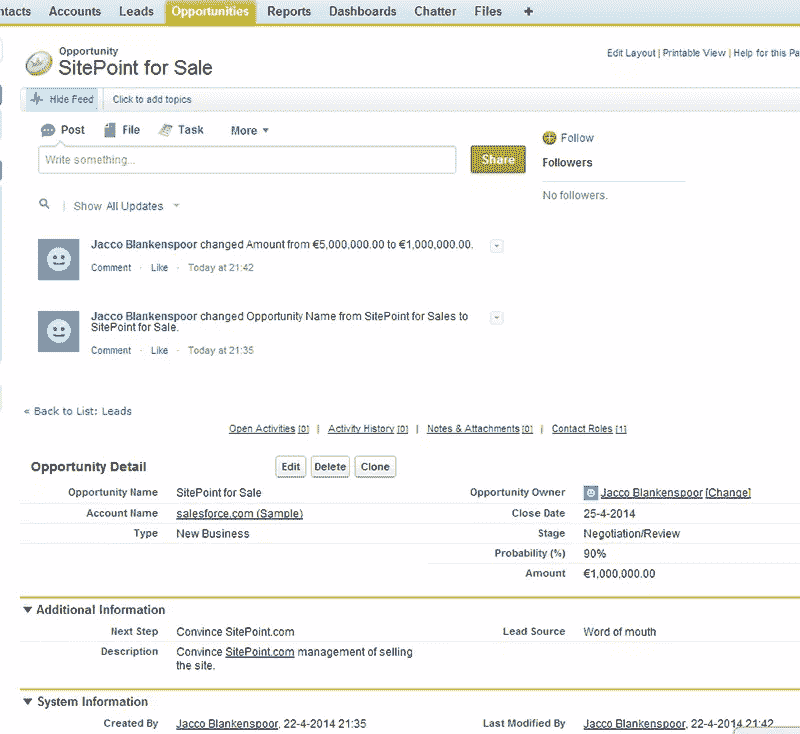 ntacts Accounts Leads Opportunities Reports Dashboards Chatter Files +
Opportunity
SitePoint for Sale
Edit Layout | Printable View | Help for this Pa
Hide Feed Click to add topics
Post File Task More
Write something... Share
Follow
Followers
No followers.
Show All Updates
Jacco Blankenspoor changed Amount from €5,000,000.00 to €1,000,000.00.
Comment · Like · Today at 21:42
Jacco Blankenspoor changed Opportunity Name from SitePoint for Sales to
SitePoint for Sale.
Comment · Like · Today at 21:35
« Back to List: Leads
Open Activities [0] | Activity History [0] | Notes & Attachments [0] | Contact Roles [1]
Opportunity Detail Edit Delete Clone
Opportunity Name SitePoint for Sale Opportunity Owner Jacco Blankenspoor [Change]
Account Name salesforce.com (Sample) Close Date 25-4-2014
Type New Business Stage Negotiation/Review
Probability (%) 90%
Amount €1,000,000.00
Additional Information
Next Step Convince SitePoint.com Lead Source Word of mouth
Description Convince SitePoint.com management of selling
the site.
System Information
Created By Jacco Blankenspoor, 22-4-2014 21:35 Last Modified By Jacco Blankenspoor, 22-4-2014 21:42